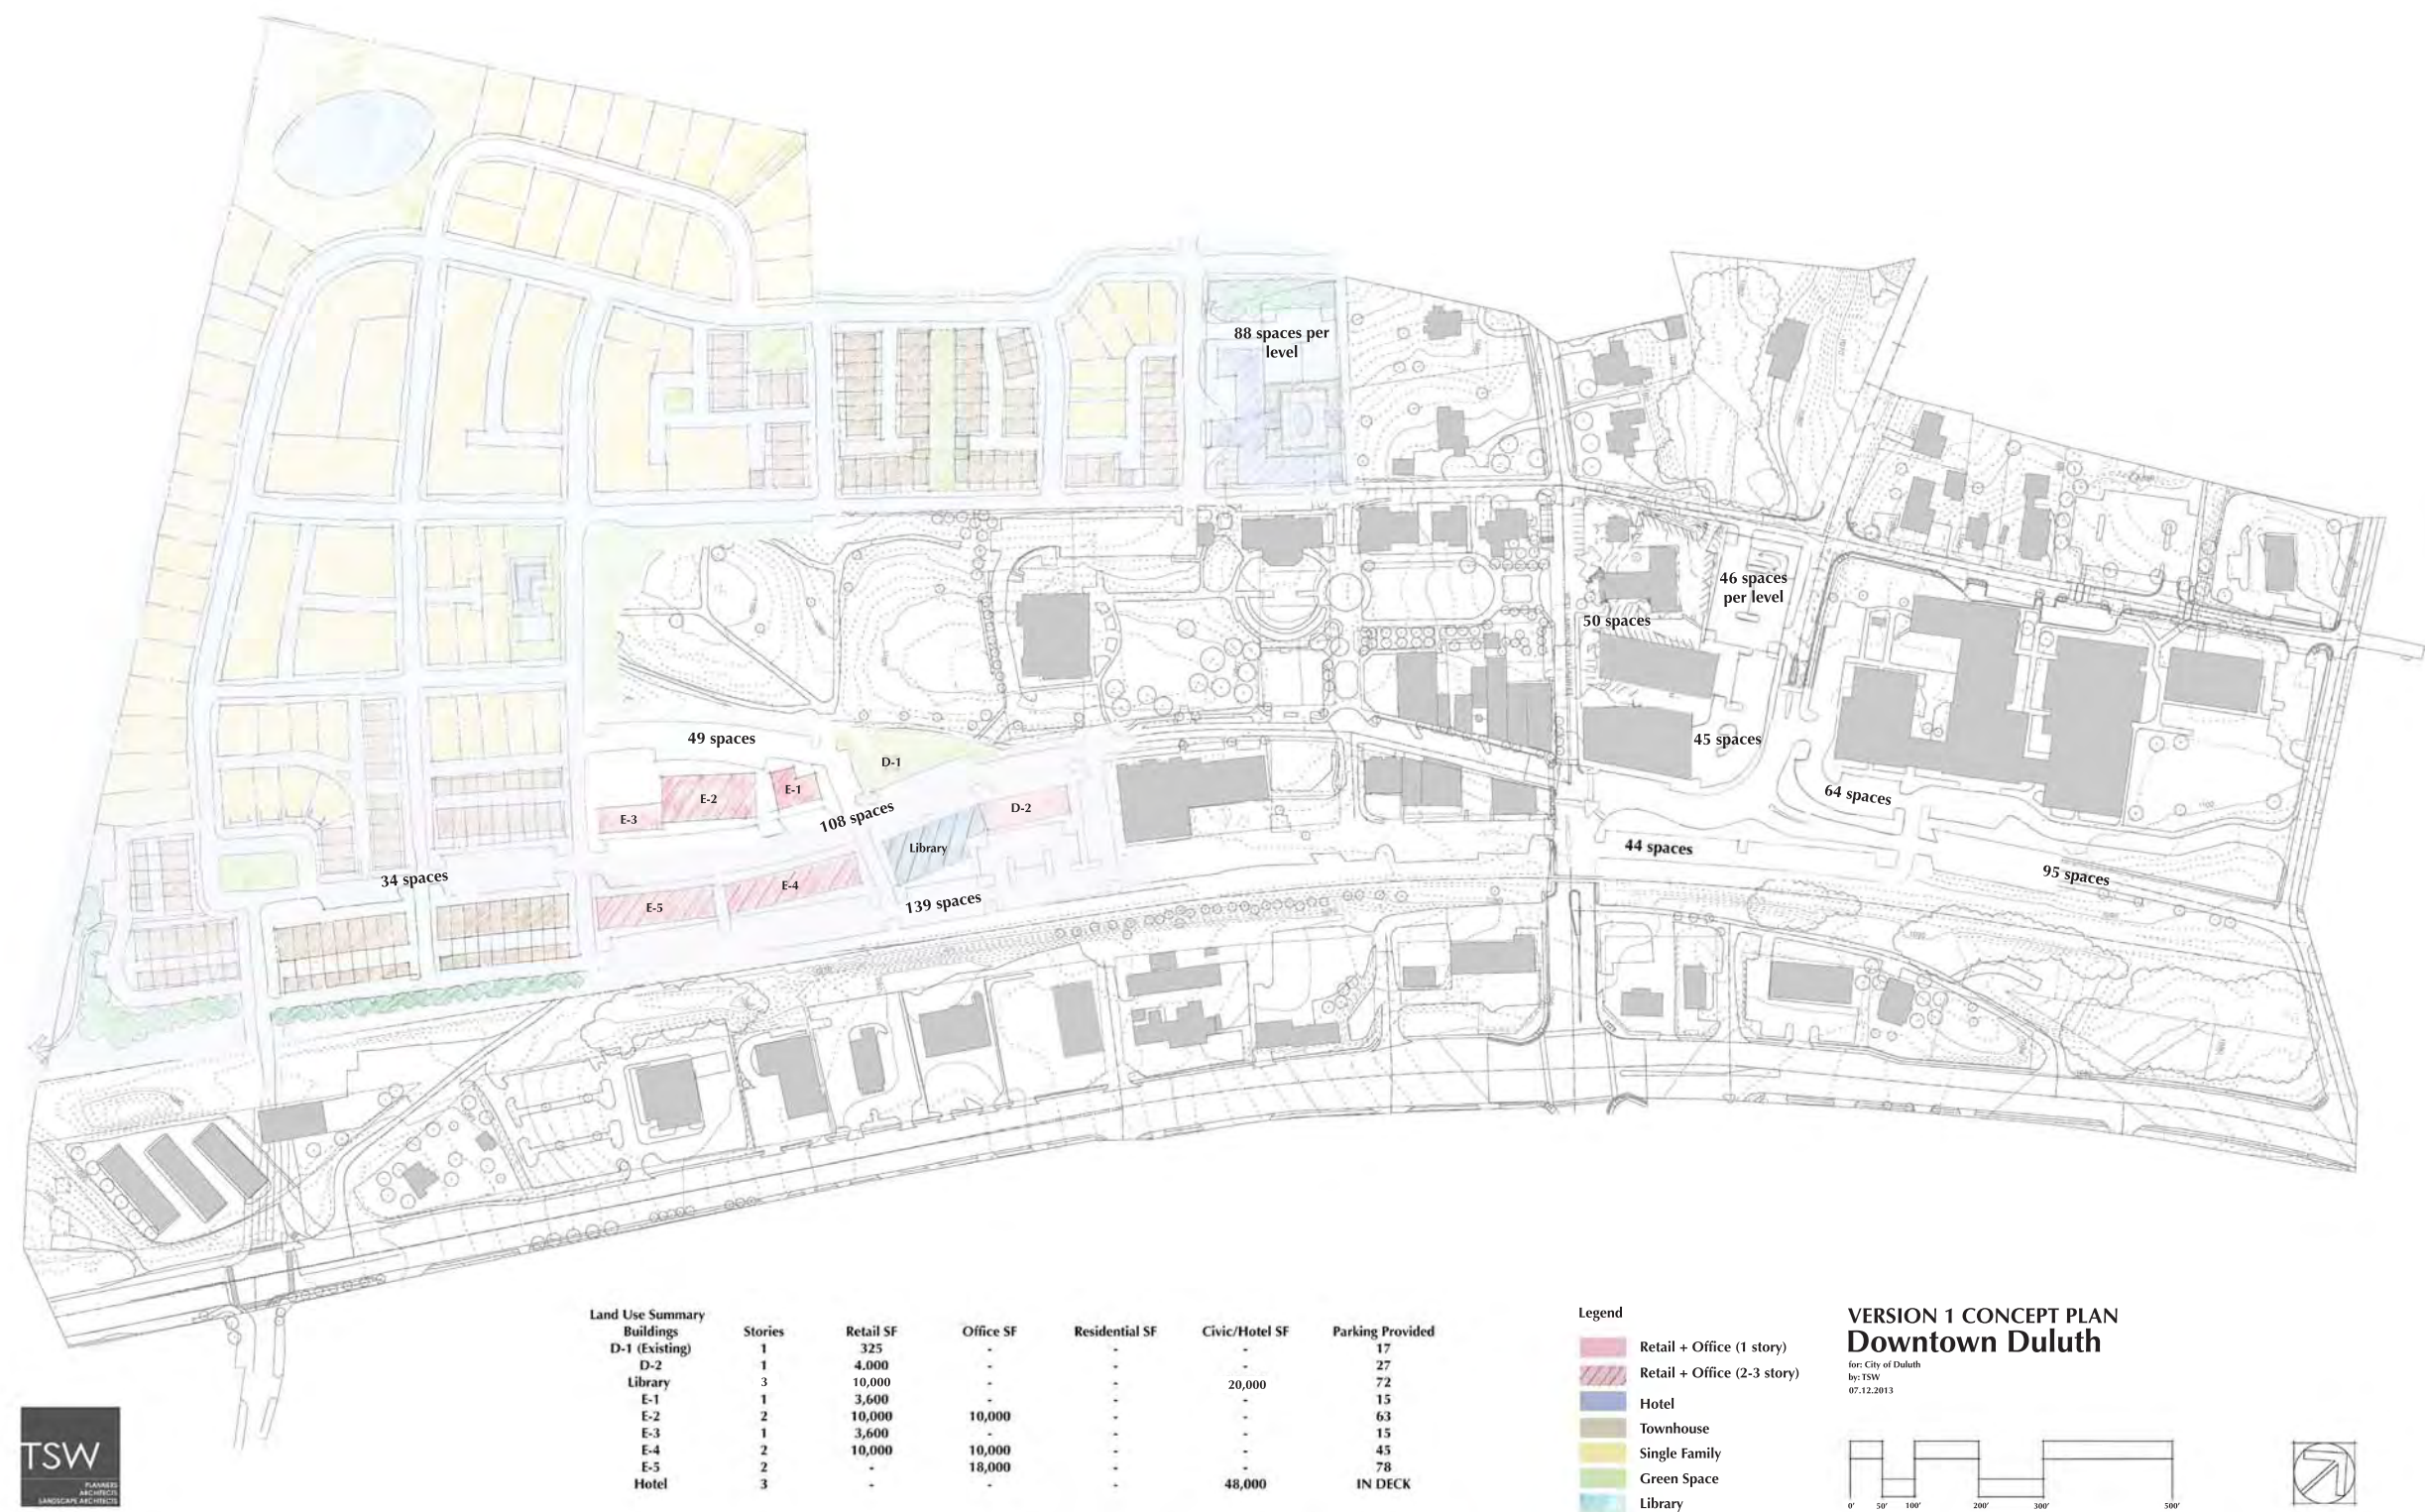 88 spaces per
level
46 spaces
per level
50 spaces
49 spaces
45 spaces
D-1
E-2
E-1
64 spaces
D-2
E-3
108 spaces
Library
44 spaces
34 spaces
E-4
95 spaces
E-5
139 spaces
Land Use Summary
Buildings Stories Retail SF Office SF Residential SF Civic/Hotel SF Parking Provided
D-1 (Existing) 1 325 - - - 17
D-2 1 4.000 - - - 27
Library 3 10,000 - - 20,000 72
E-1 1 3,600 - - - 15
E-2 2 10,000 10,000 - - 63
E-3 1 3,600 - - - 15
E-4 2 10,000 10,000 - - 45
E-5 2 - 18,000 - - 78
Hotel 3 - - - 48,000 IN DECK
Legend
Retail + Office (1 story)
Retail + Office (2-3 story)
Hotel
Townhouse
Single Family
Green Space
Library
VERSION 1 CONCEPT PLAN
Downtown Duluth
for: City of Duluth
by: TSW
07.12.2013
0' 50' 100' 200' 300' 500'
TSW
PLANNERS
ARCHITECTS
LANDSCAPE ARCHITECTS